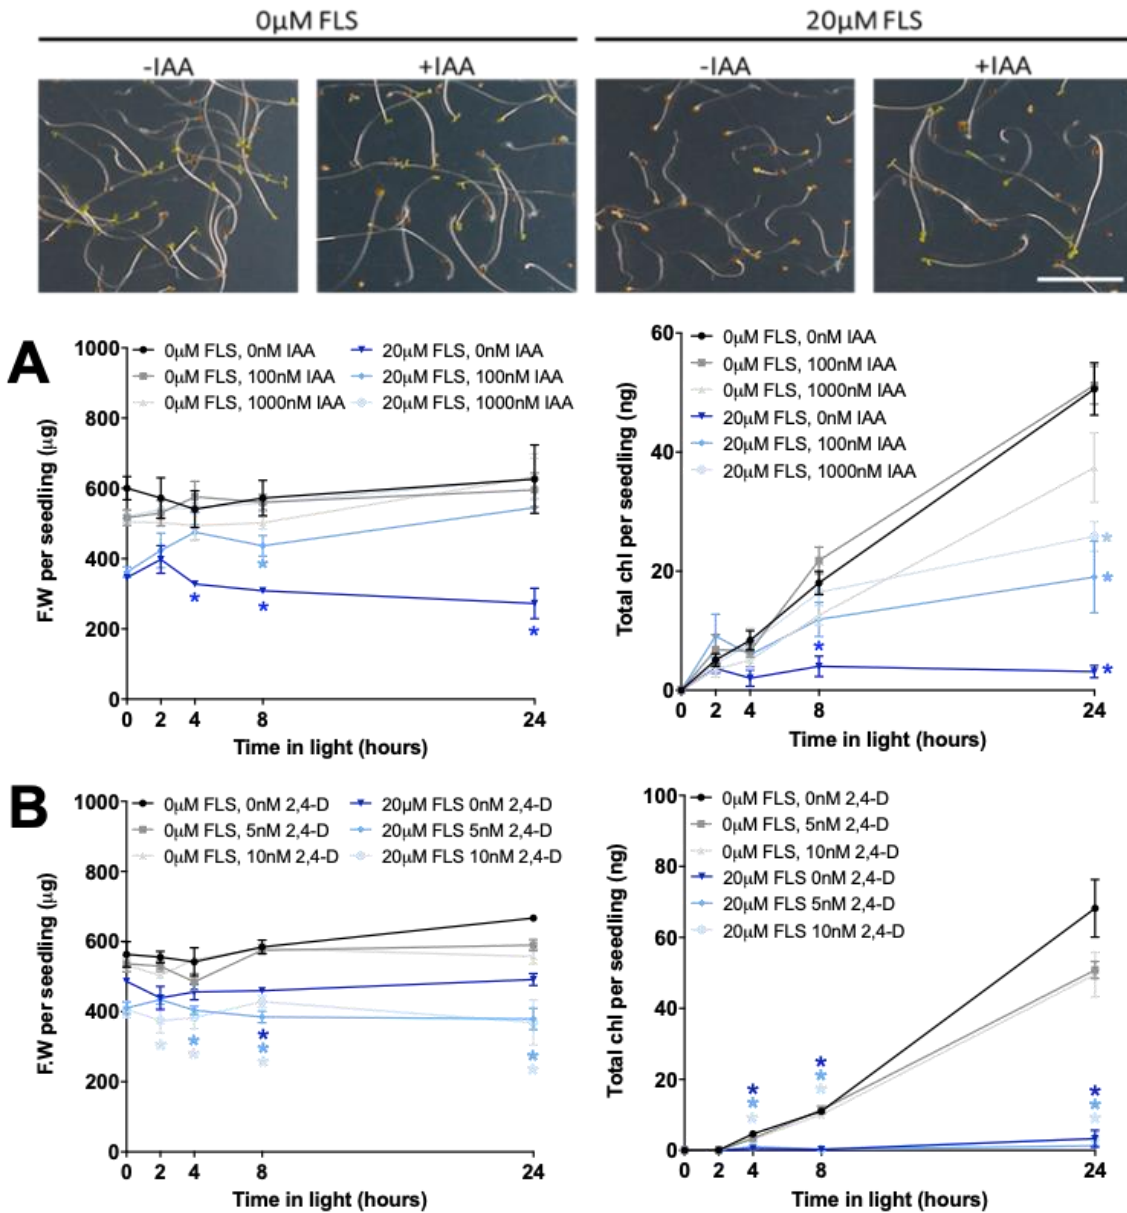 0μM FLS
20μM FLS
-IAA
+IAA
-IAA
+IAA
A
1000
800
600
400
200
0
F.W per seedling (μg)
0μM FLS, 0nM IAA
0μM FLS, 100nM IAA
0μM FLS, 1000nM IAA
20μM FLS, 0nM IAA
20μM FLS, 100nM IAA
20μM FLS, 1000nM IAA
*
*
*
*
0 2 4 8 24
Time in light (hours)
60
40
20
0
Total chl per seedling (ng)
0μM FLS, 0nM IAA
0μM FLS, 100nM IAA
0μM FLS, 1000nM IAA
20μM FLS, 0nM IAA
20μM FLS, 100nM IAA
20μM FLS, 1000nM IAA
*
*
*
*
0 2 4 8 24
Time in light (hours)
B
1000
800
600
400
200
0
F.W per seedling (μg)
0μM FLS, 0nM 2,4-D
0μM FLS, 5nM 2,4-D
0μM FLS, 10nM 2,4-D
20μM FLS 0nM 2,4-D
20μM FLS 5nM 2,4-D
20μM FLS 10nM 2,4-D
*
*
*
*
*
*
*
*
0 2 4 8 24
Time in light (hours)
100
80
60
40
20
0
Total chl per seedling (ng)
0μM FLS, 0nM 2,4-D
0μM FLS, 5nM 2,4-D
0μM FLS, 10nM 2,4-D
20μM FLS 0nM 2,4-D
20μM FLS 5nM 2,4-D
20μM FLS 10nM 2,4-D
*
*
*
*
*
*
*
*
*
0 2 4 8 24
Time in light (hours)